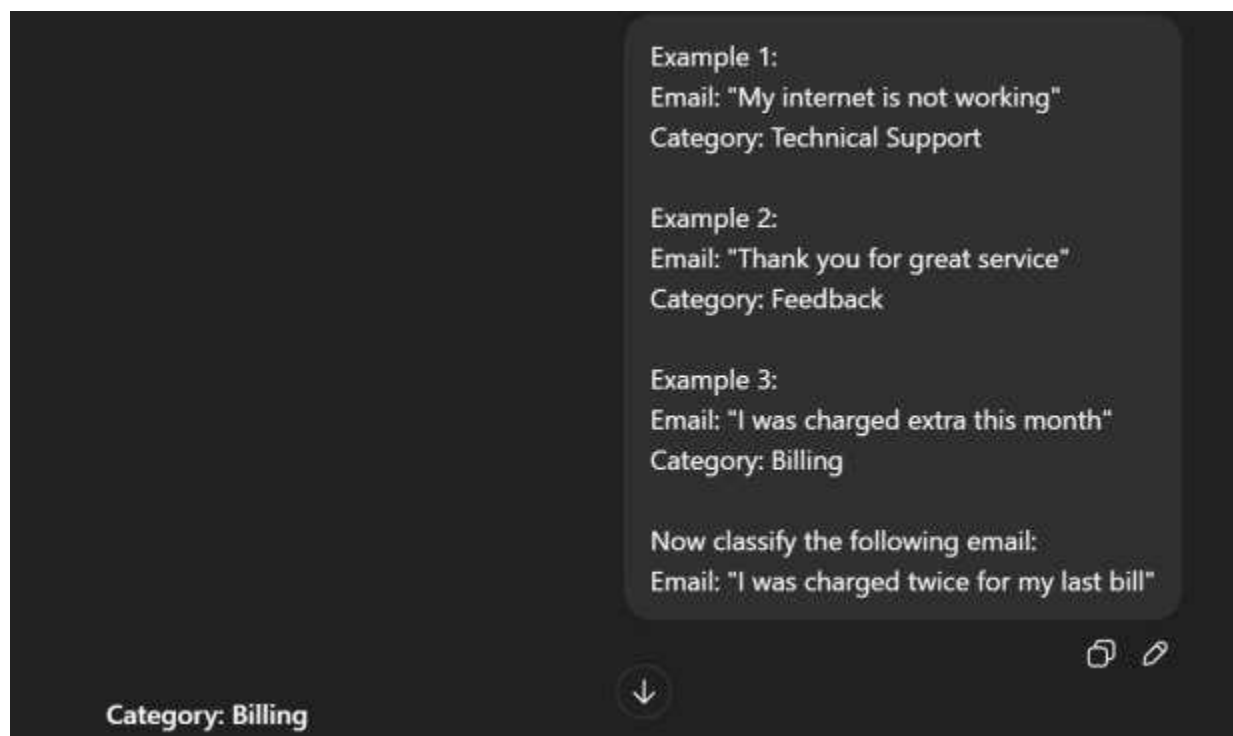 Example 1:
Email: "My internet is not working"
Category: Technical Support
Example 2:
Email: "Thank you for great service"
Category: Feedback
Example 3:
Email: "I was charged extra this month"
Category: Billing
Now classify the following email:
Email: "I was charged twice for my last bill"
Category: Billing